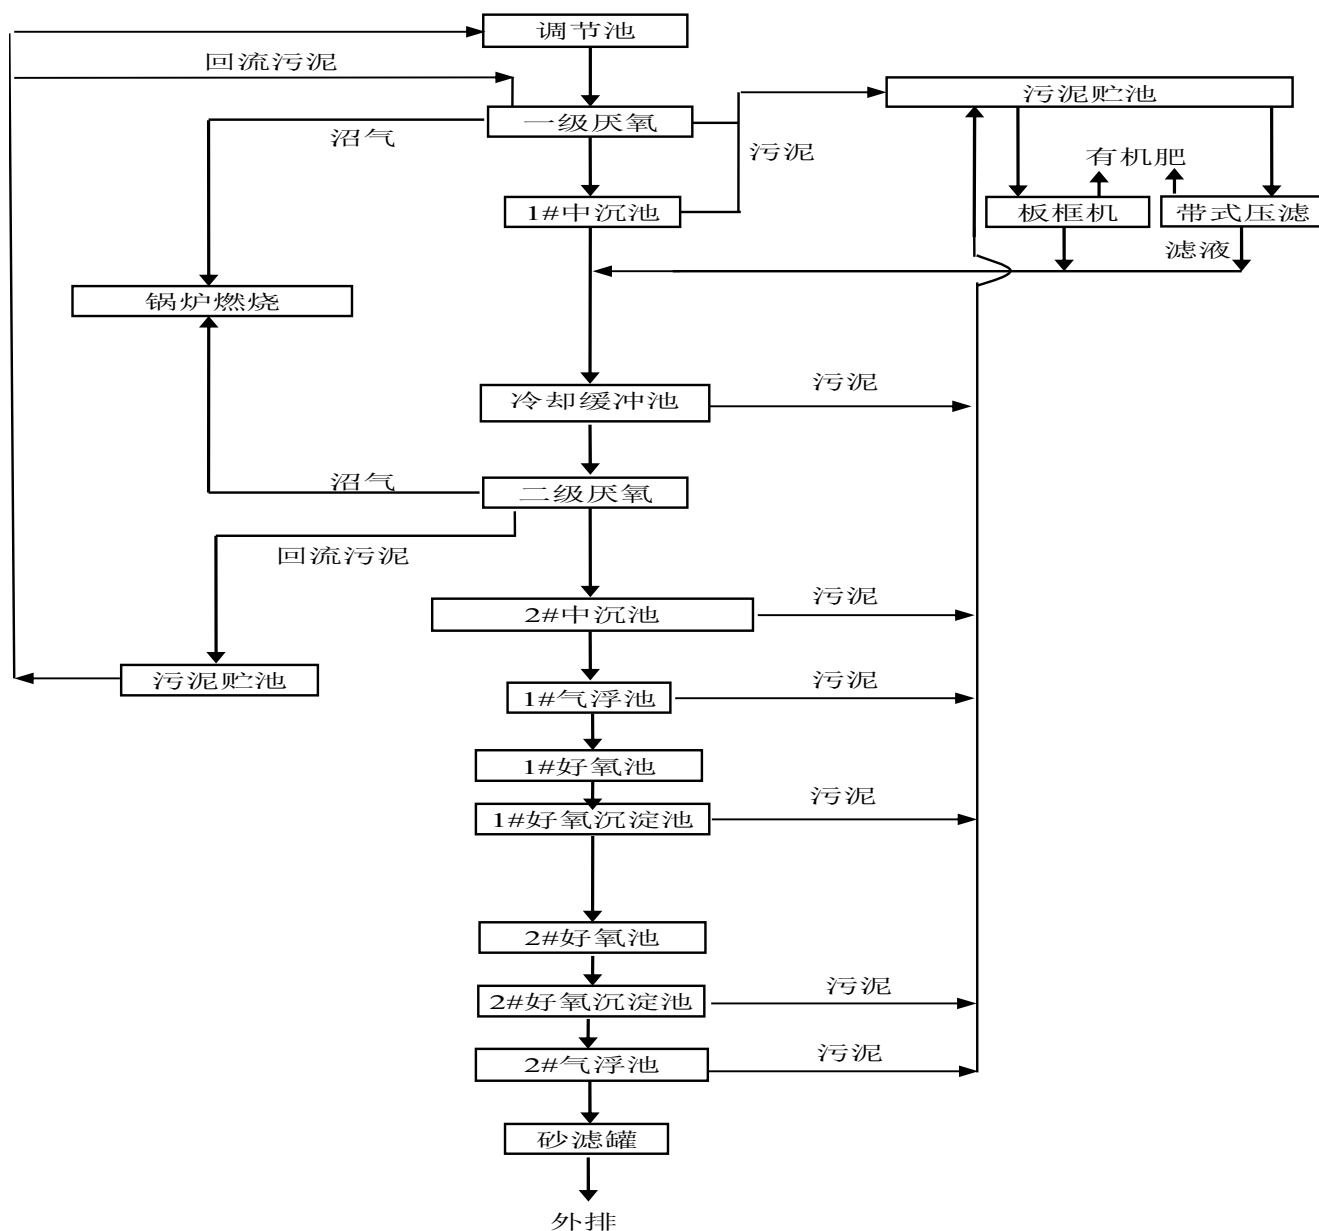 调节池
回流污泥
污泥贮池
一级厌氧
沼气
污泥
有机肥
1#中沉池
板框机
带式压滤
滤液
锅炉燃烧
冷却缓冲池
污泥
沼气
二级厌氧
回流污泥
2#中沉池
污泥
污泥贮池
1#气浮池
污泥
1#好氧池
1#好氧沉淀池
污泥
2#好氧池
2#好氧沉淀池
污泥
2#气浮池
污泥
砂滤罐
外排